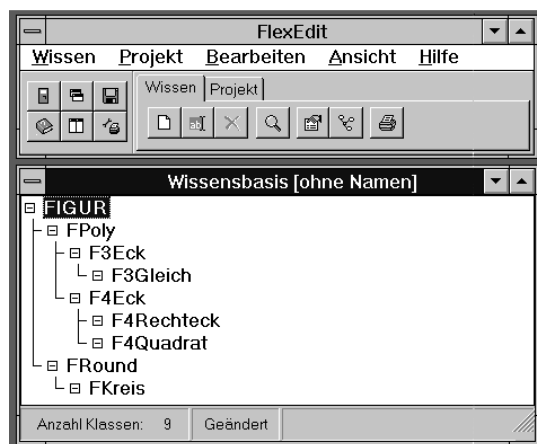 FlexEdit
Wissen Projekt Bearbeiten Ansicht Hilfe
Wissen Projekt
Wissensbasis [ohne Namen]
FIGUR
FPoly
F3Eck
F3Gleich
F4Eck
F4Rechteck
F4Quadrat
FRound
FKreis
Anzahl Klassen: 9 Geändert